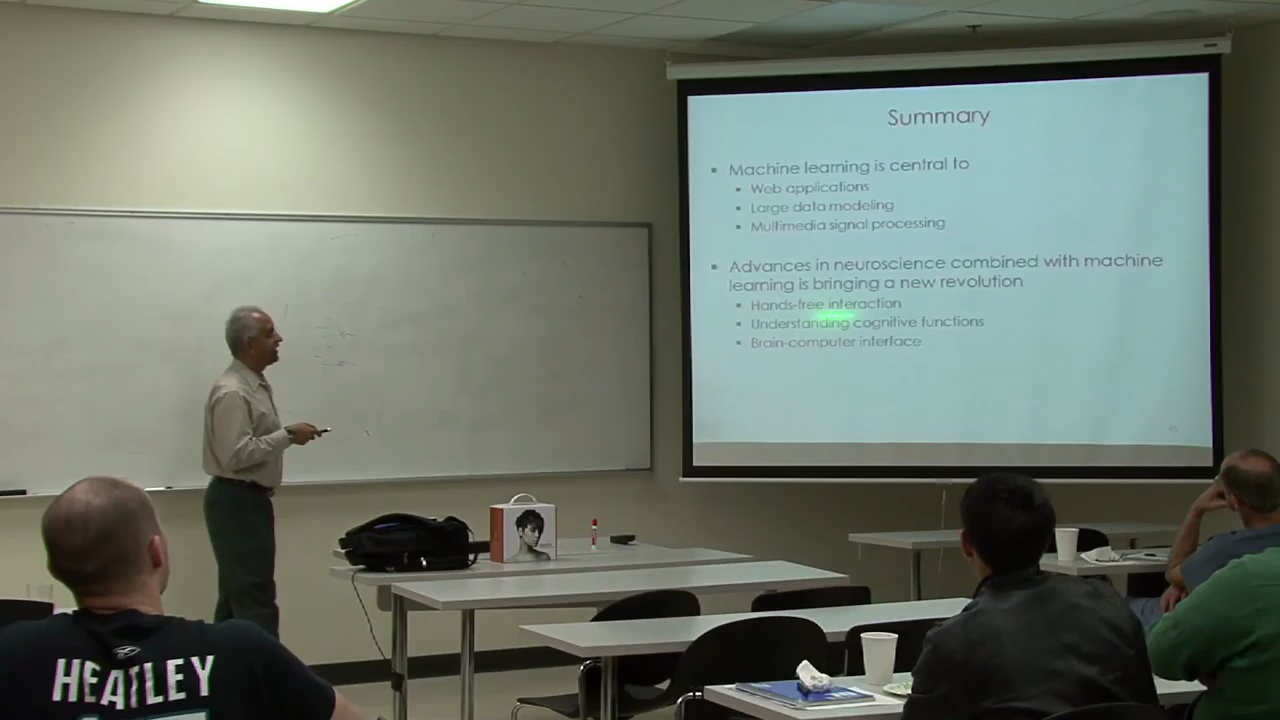 Summary
Machine learning is central to
Web applications
Large data modeling
Multimedia signal processing
Advances in neuroscience combined with machine
learning is bringing a new revolution
Hands-free interaction
Understanding cognitive functions
Brain-computer interface
HEATLEY